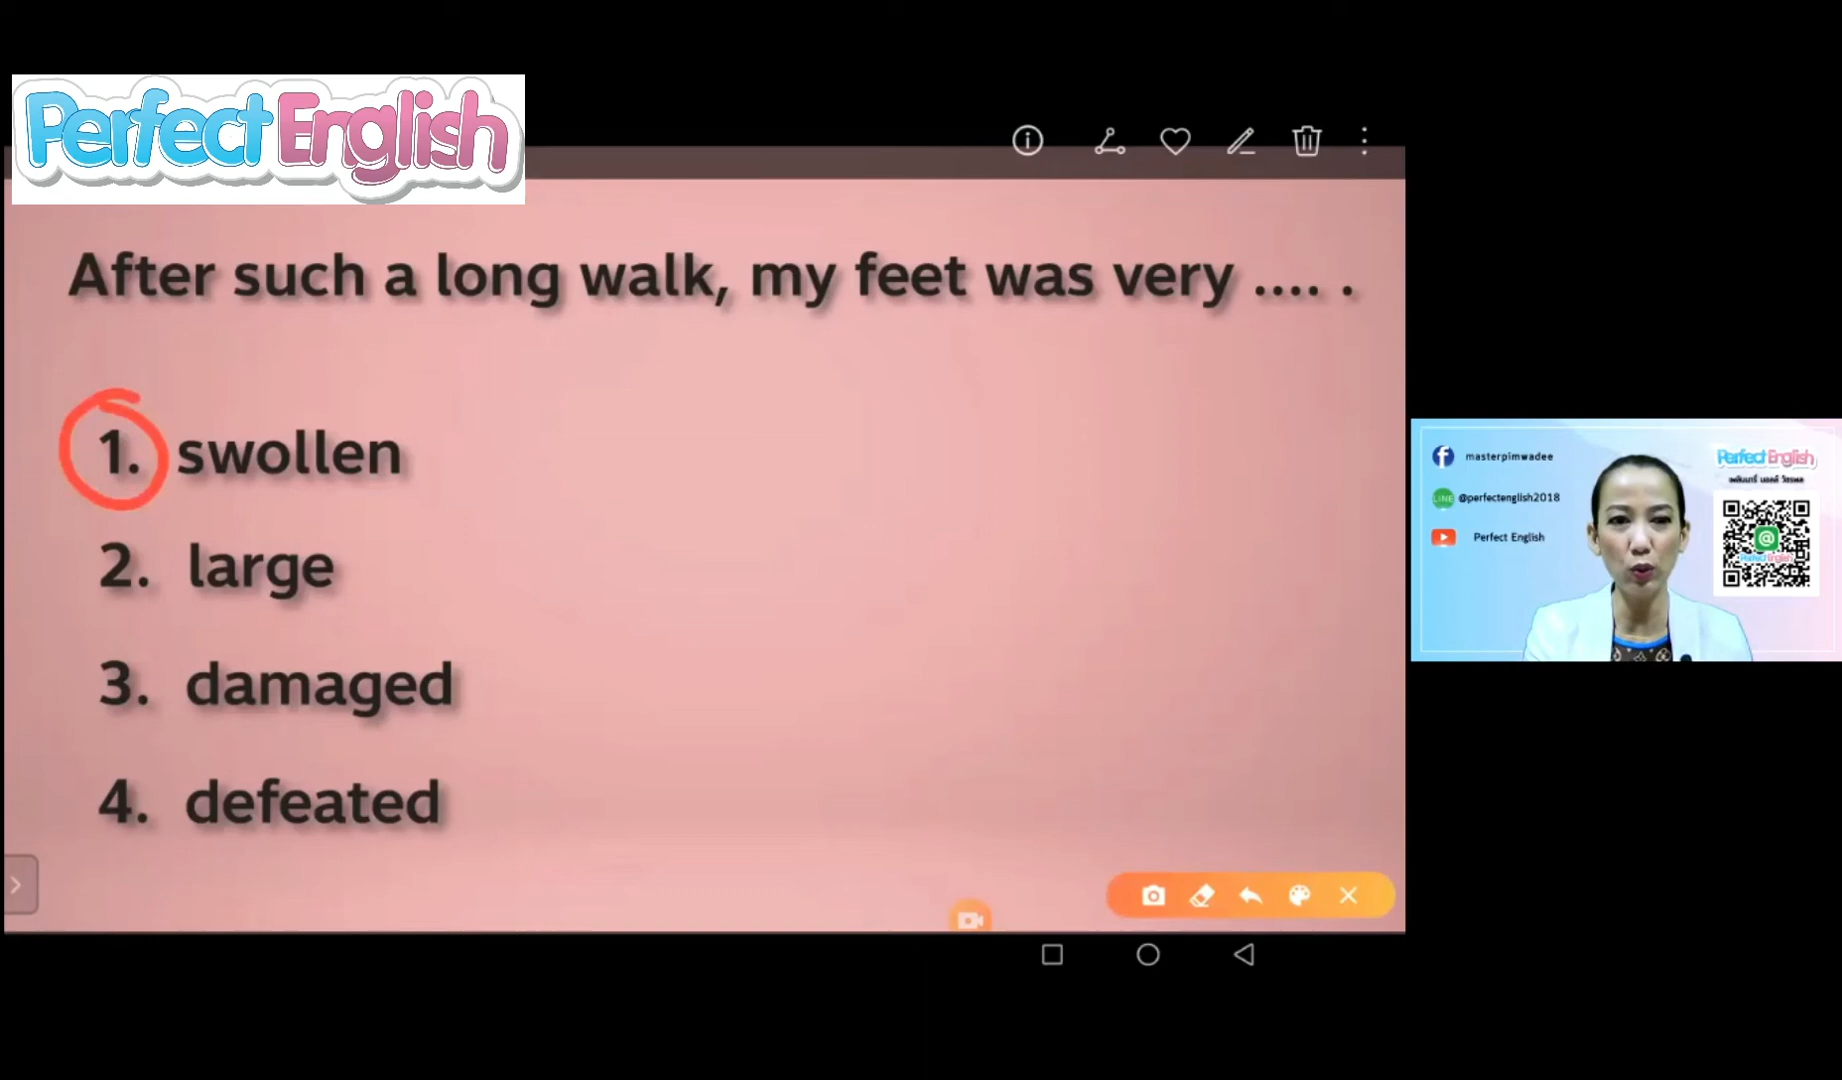 Perfect English
After such a long walk, my feet was very .... .
1. swollen
2. large
3. damaged
4. defeated
masterpimwadee
LINE @perfectenglish2018
Perfect English
Perfect English